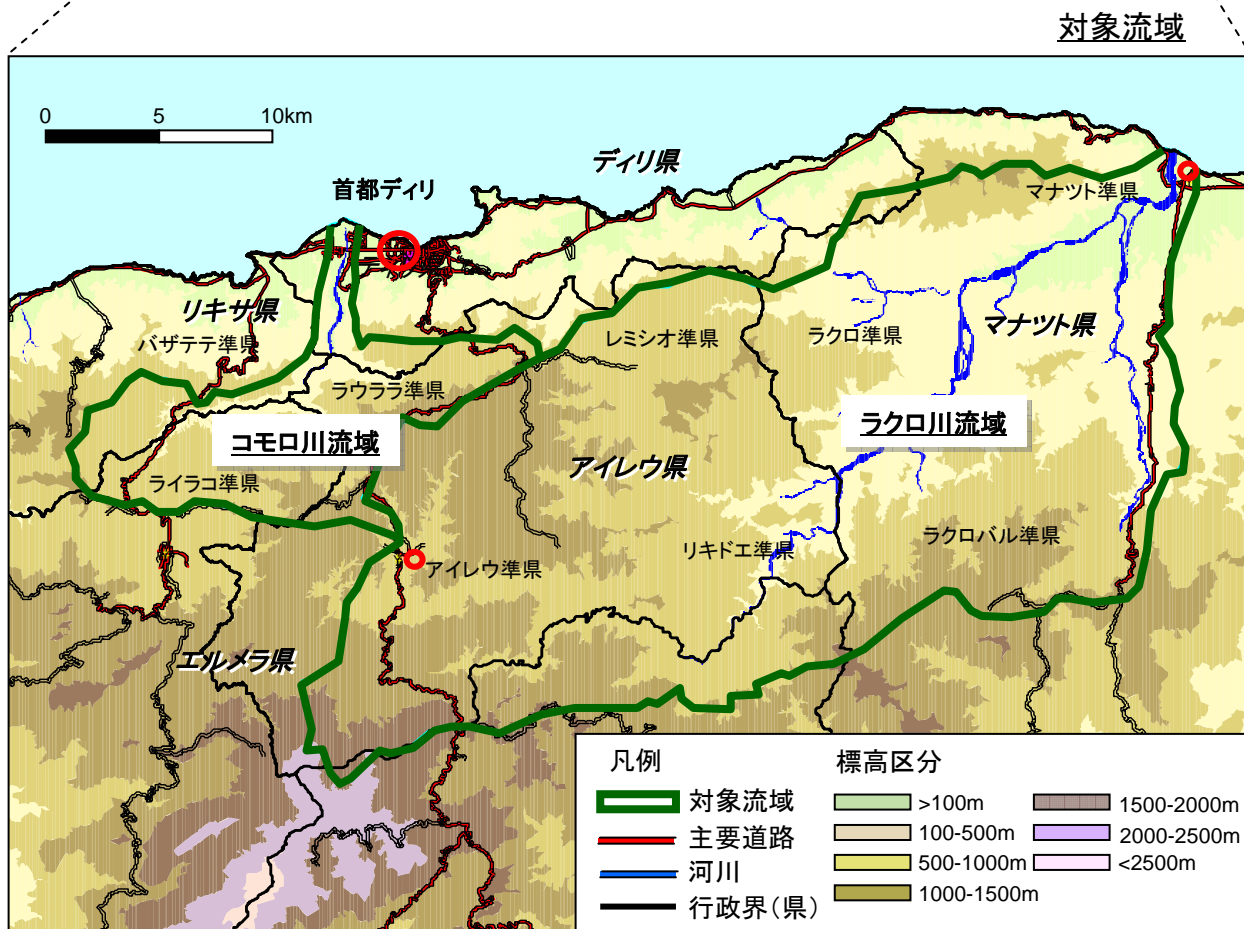 対象流域
0 5 10km
ディリ県
首都ディリ
マナツト準県
リキサ県
バザテテ準県
レミシオ準県
ラクロ準県
マナツト県
ラウララ準県
コモロ川流域
ラクロ川流域
アイレウ県
ライラコ準県
リキドエ準県
ラクロバル準県
アイレウ準県
エルメラ県
凡例
対象流域
主要道路
河川
行政界(県)
標高区分
>100m
100-500m
500-1000m
1000-1500m
1500-2000m
2000-2500m
<2500m